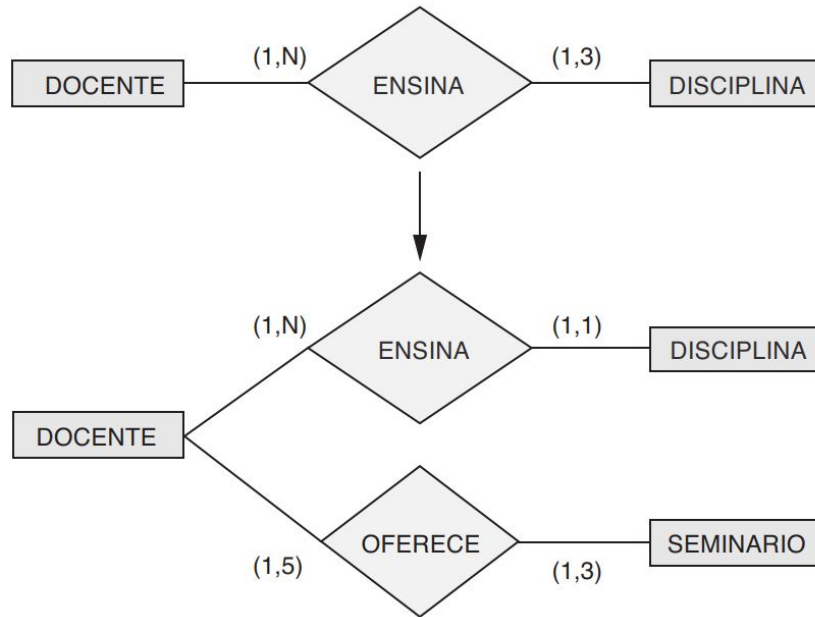 (1,N)
(1,3)
DOCENTE
ENSINA
DISCIPLINA
(1,N)
(1,1)
ENSINA
DISCIPLINA
DOCENTE
OFERECE
SEMINARIO
(1,5)
(1,3)